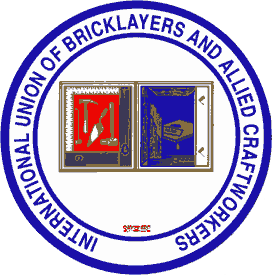 INTERNATIONAL UNION OF BRICKLAYERS AND ALLIED CRAFTWORKERS